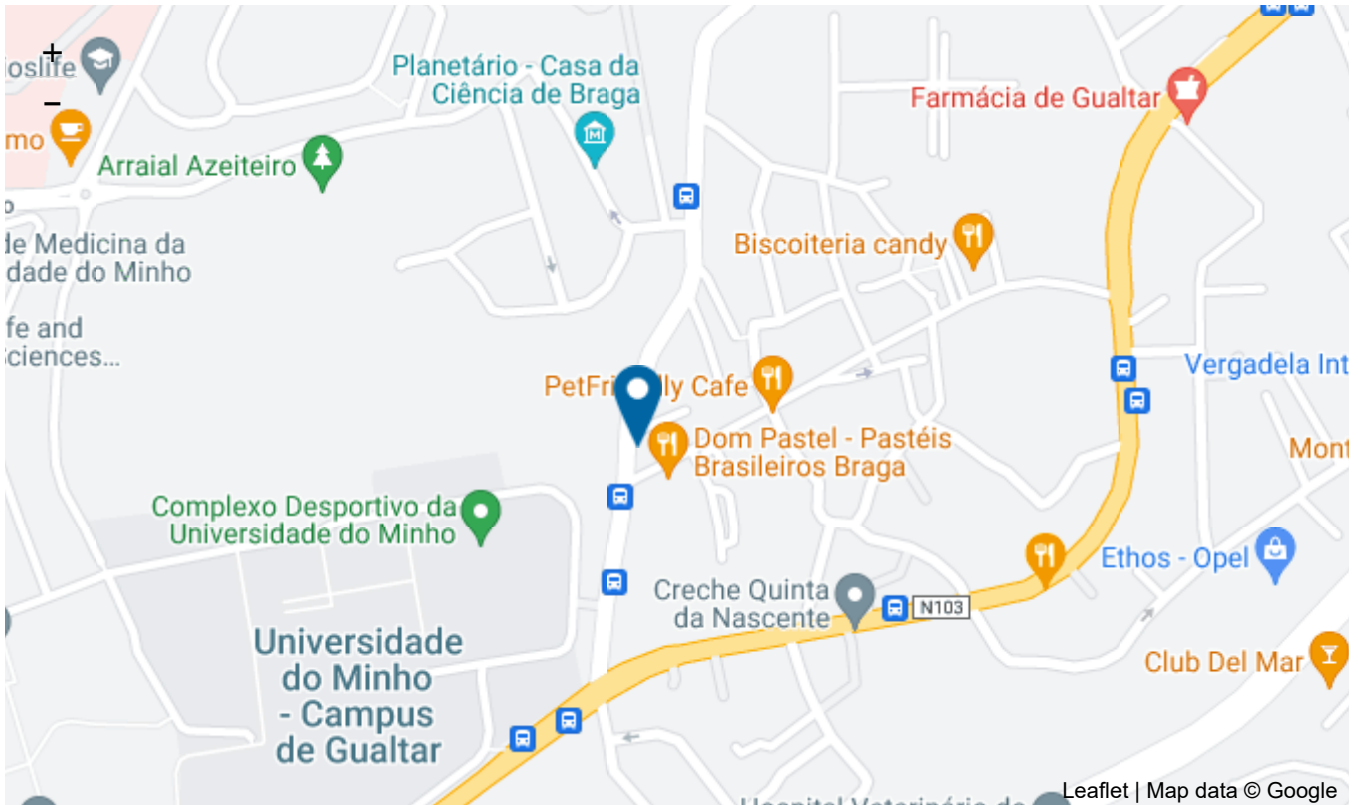 +
oslife
−
mo
Planetário - Casa da
Ciência de Braga
Farmácia de Gualtar
Arraial Azeiteiro
o
de Medicina da
dade do Minho
Biscoiteria candy
fe and
ciences...
Vergadela Int
PetFri lly Cafe
Dom Pastel - Pastéis
Brasileiros Braga
Mont
Complexo Desportivo da
Universidade do Minho
Ethos - Opel
Creche Quinta
da Nascente
N103
Universidade
do Minho
- Campus
de Gualtar
Club Del Mar
Leaflet | Map data © Google